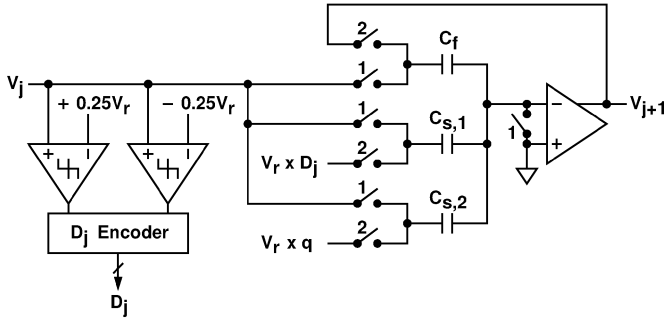 2
C_f
V_j
1
V_j+1
+ 0.25V_r
− 0.25V_r
1
C_s,1
−
+
1
+
V_r x D_j
2
+ − + −
1
C_s,2
D_j Encoder
V_r x q
2
D_j